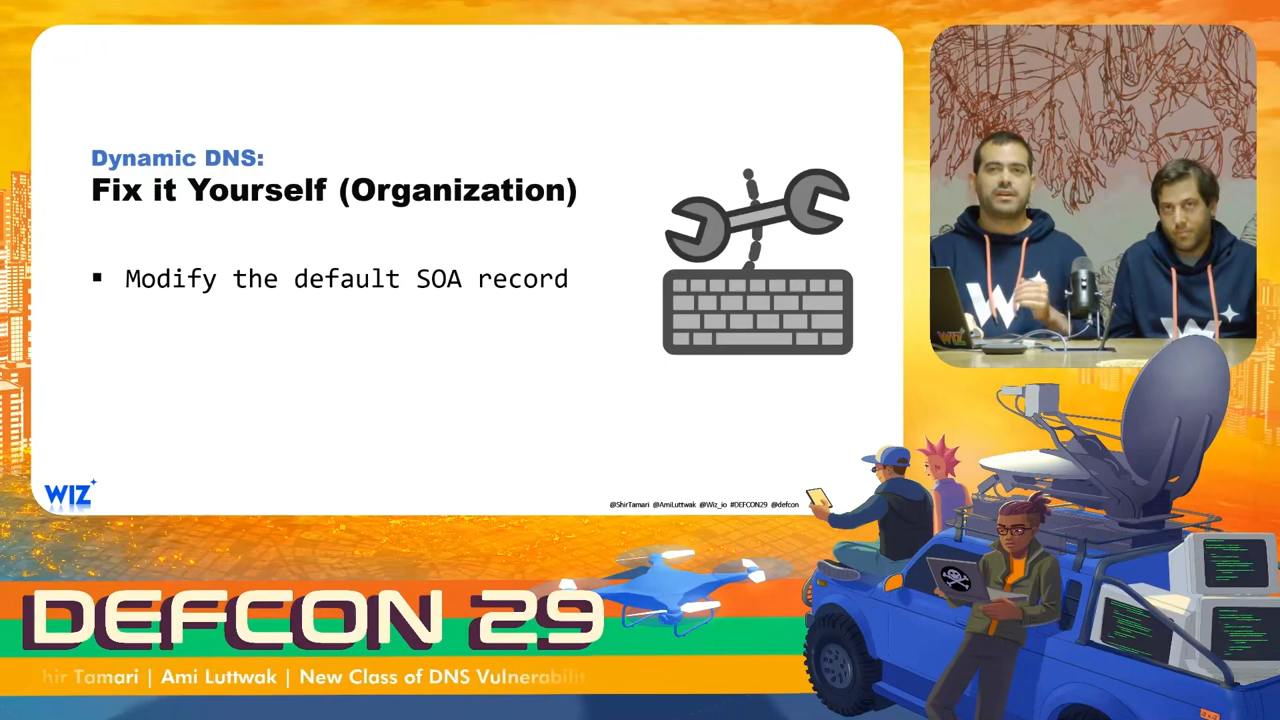 Dynamic DNS:
Fix it Yourself (Organization)
▪ Modify the default SOA record
WIZ
@ShirTamari @AmiLuttwak @Wiz_io #DEFCON29 @defcon
W
W
WIZ
DEFCON 29
hir Tamari | Ami Luttwak | New Class of DNS Vulnerabilit